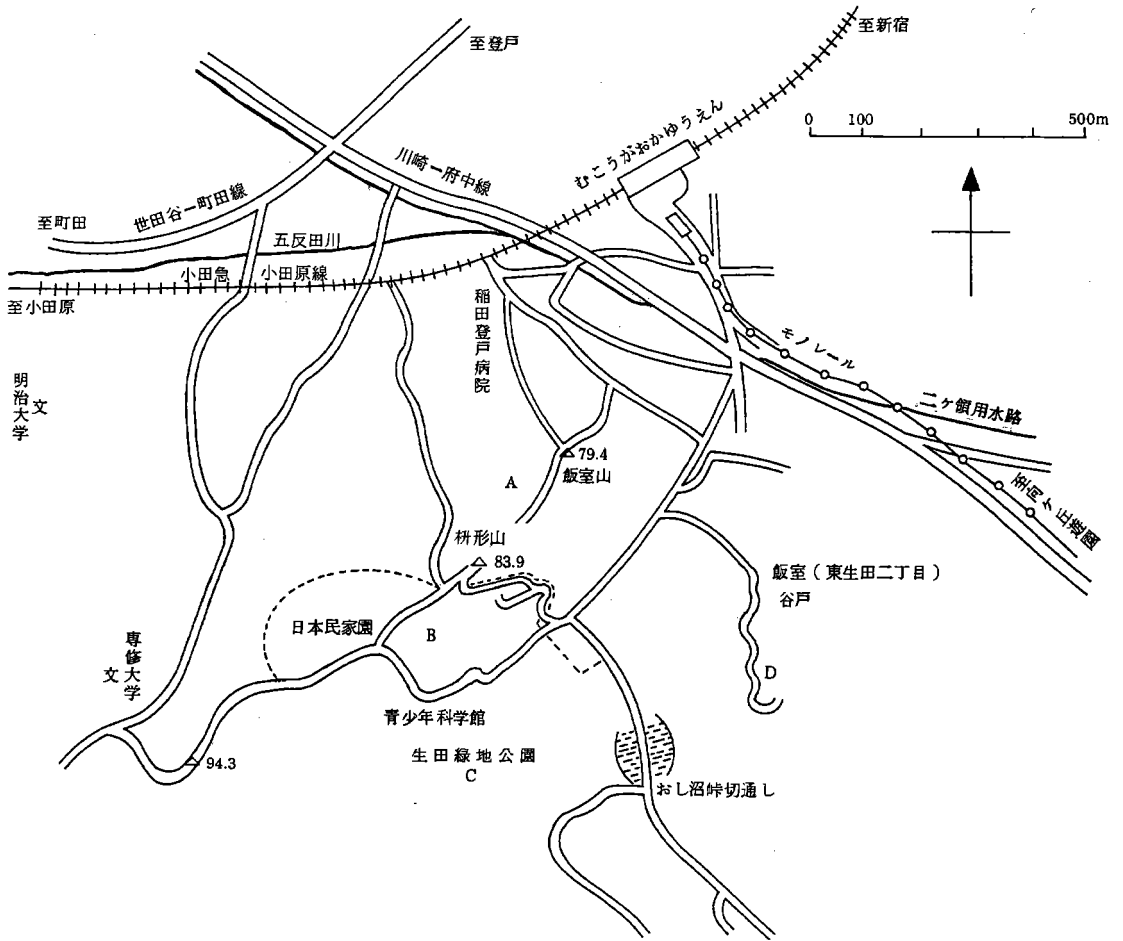 至新宿
至登戸
0 100 500m
むこうがおかゆうえん
川崎一府中線
世田谷一町田線
至町田
五反田川
小田急 小田原線
至小田原
稲田登戸病院
モノレール
明治大学
文
二ヶ領用水路
79.4
飯室山
A
至向ヶ丘遊園
枡形山
83.9
飯室(東生田二丁目)
谷戸
日本民家園
B
専修大学
文
D
青少年科学館
生田緑地公園
C
94.3
おし沼峠切通し